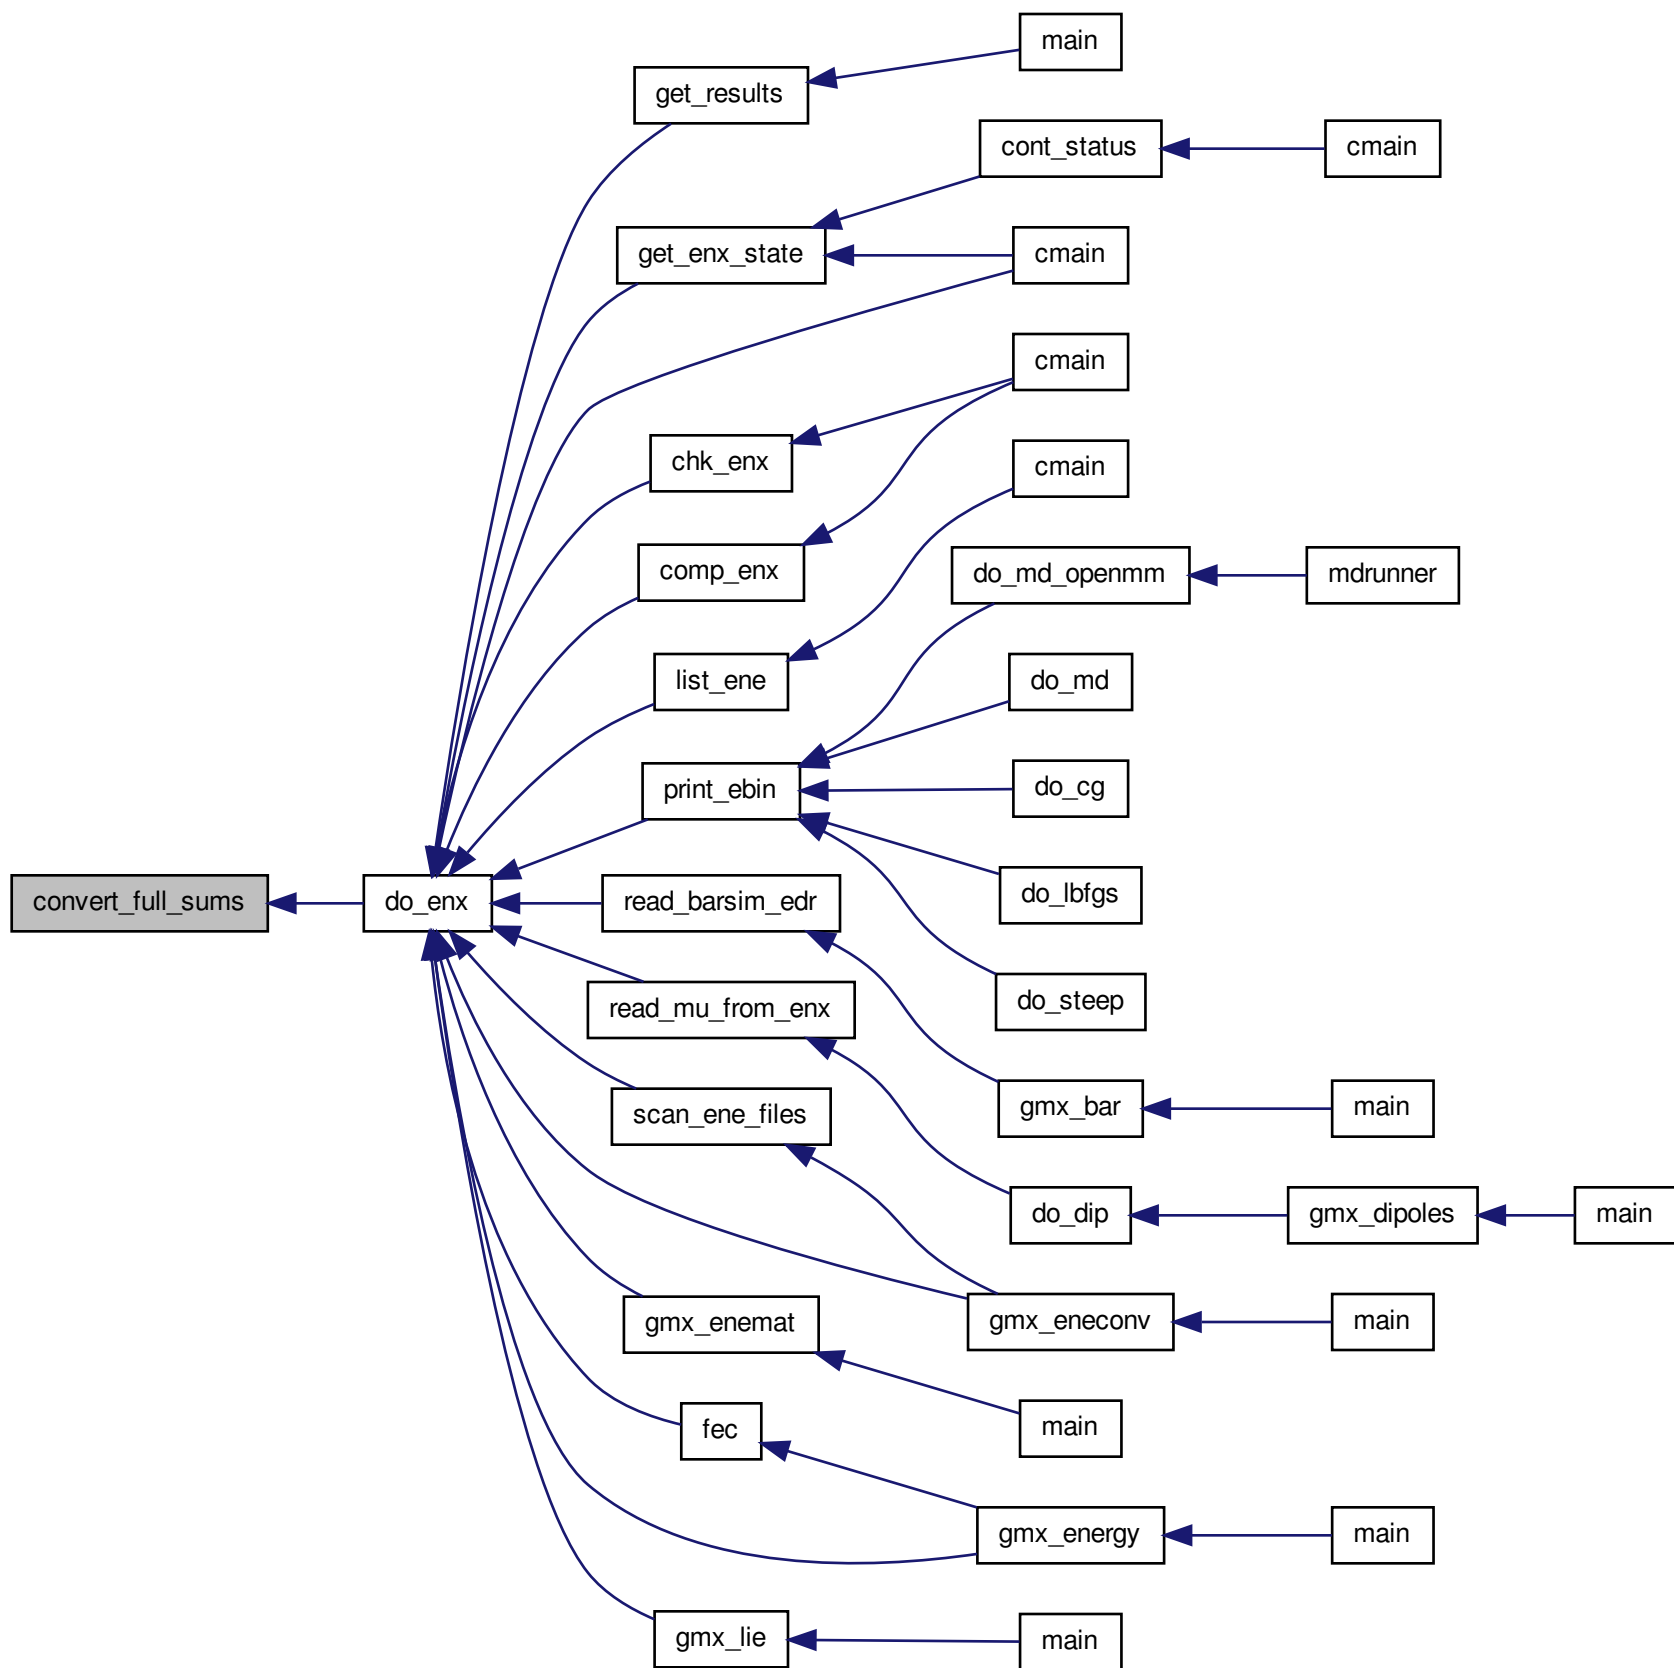 main
get_results
cont_status
cmain
get_enx_state
cmain
cmain
chk_enx
cmain
comp_enx
do_md_openmm
mdrunner
list_ene
do_md
print_ebin
do_cg
convert_full_sums
do_enx
read_barsim_edr
do_lbfgs
read_mu_from_enx
do_steep
scan_ene_files
gmx_bar
main
do_dip
gmx_dipoles
main
gmx_enemat
gmx_eneconv
main
fec
main
gmx_energy
main
gmx_lie
main